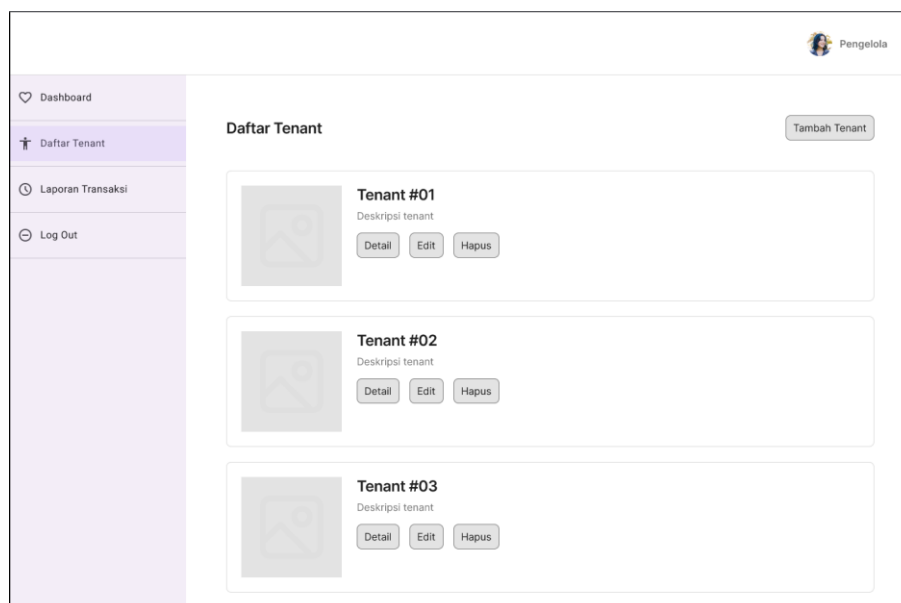 Pengelola
Dashboard
Daftar Tenant
Laporan Transaksi
Log Out
Daftar Tenant
Tambah Tenant
Tenant #01
Deskripsi tenant
Detail Edit Hapus
Tenant #02
Deskripsi tenant
Detail Edit Hapus
Tenant #03
Deskripsi tenant
Detail Edit Hapus